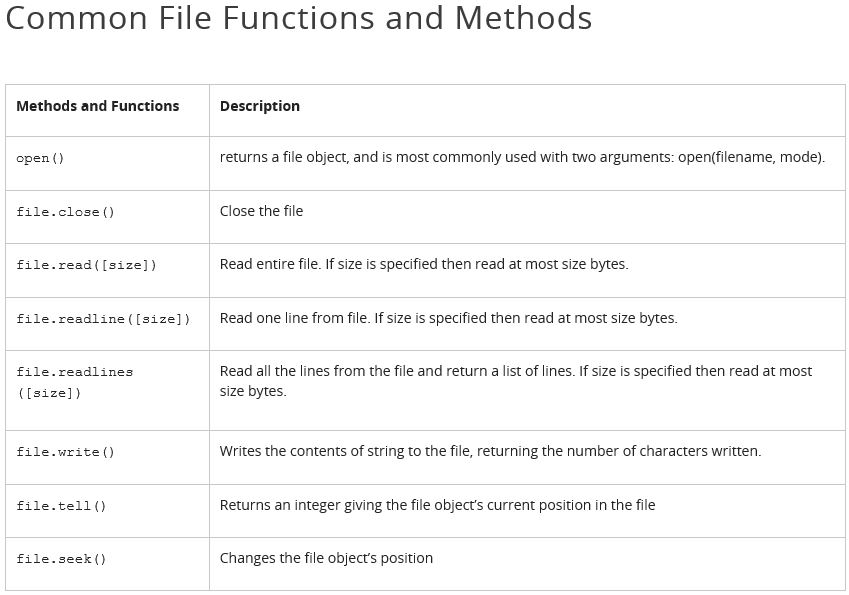 Common File Functions and Methods
Methods and Functions Description
open() returns a file object, and is most commonly used with two arguments: open(filename, mode).
file.close() Close the file
file.read([size]) Read entire file. If size is specified then read at most size bytes.
file.readline([size]) Read one line from file. If size is specified then read at most size bytes.
file.readlines Read all the lines from the file and return a list of lines. If size is specified then read at most
([size]) size bytes.
file.write() Writes the contents of string to the file, returning the number of characters written.
file.tell() Returns an integer giving the file object’s current position in the file
file.seek() Changes the file object’s position